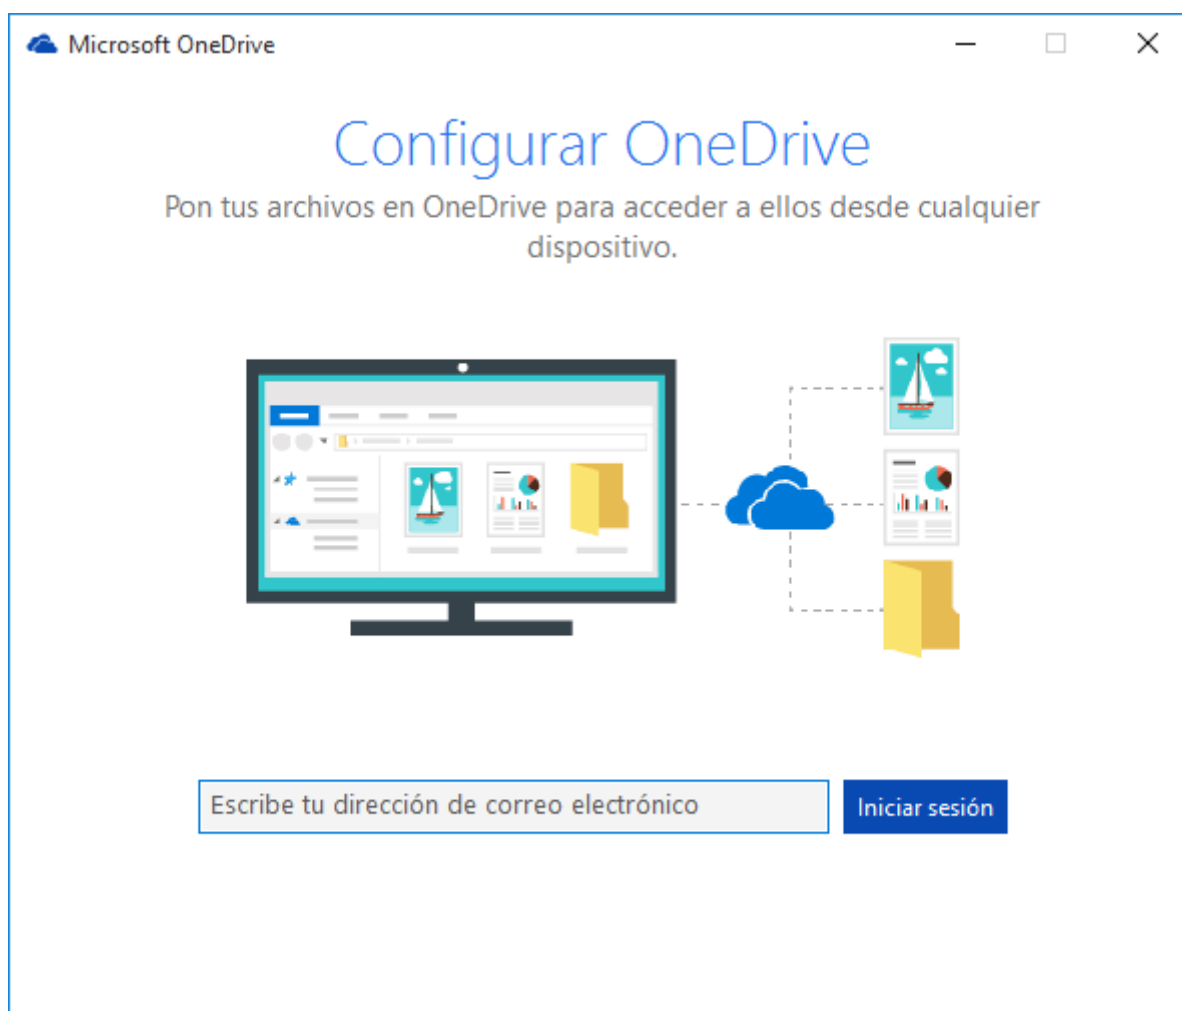 Microsoft OneDrive
Configurar OneDrive
Pon tus archivos en OneDrive para acceder a ellos desde cualquier
dispositivo.
Escribe tu dirección de correo electrónico
Iniciar sesión